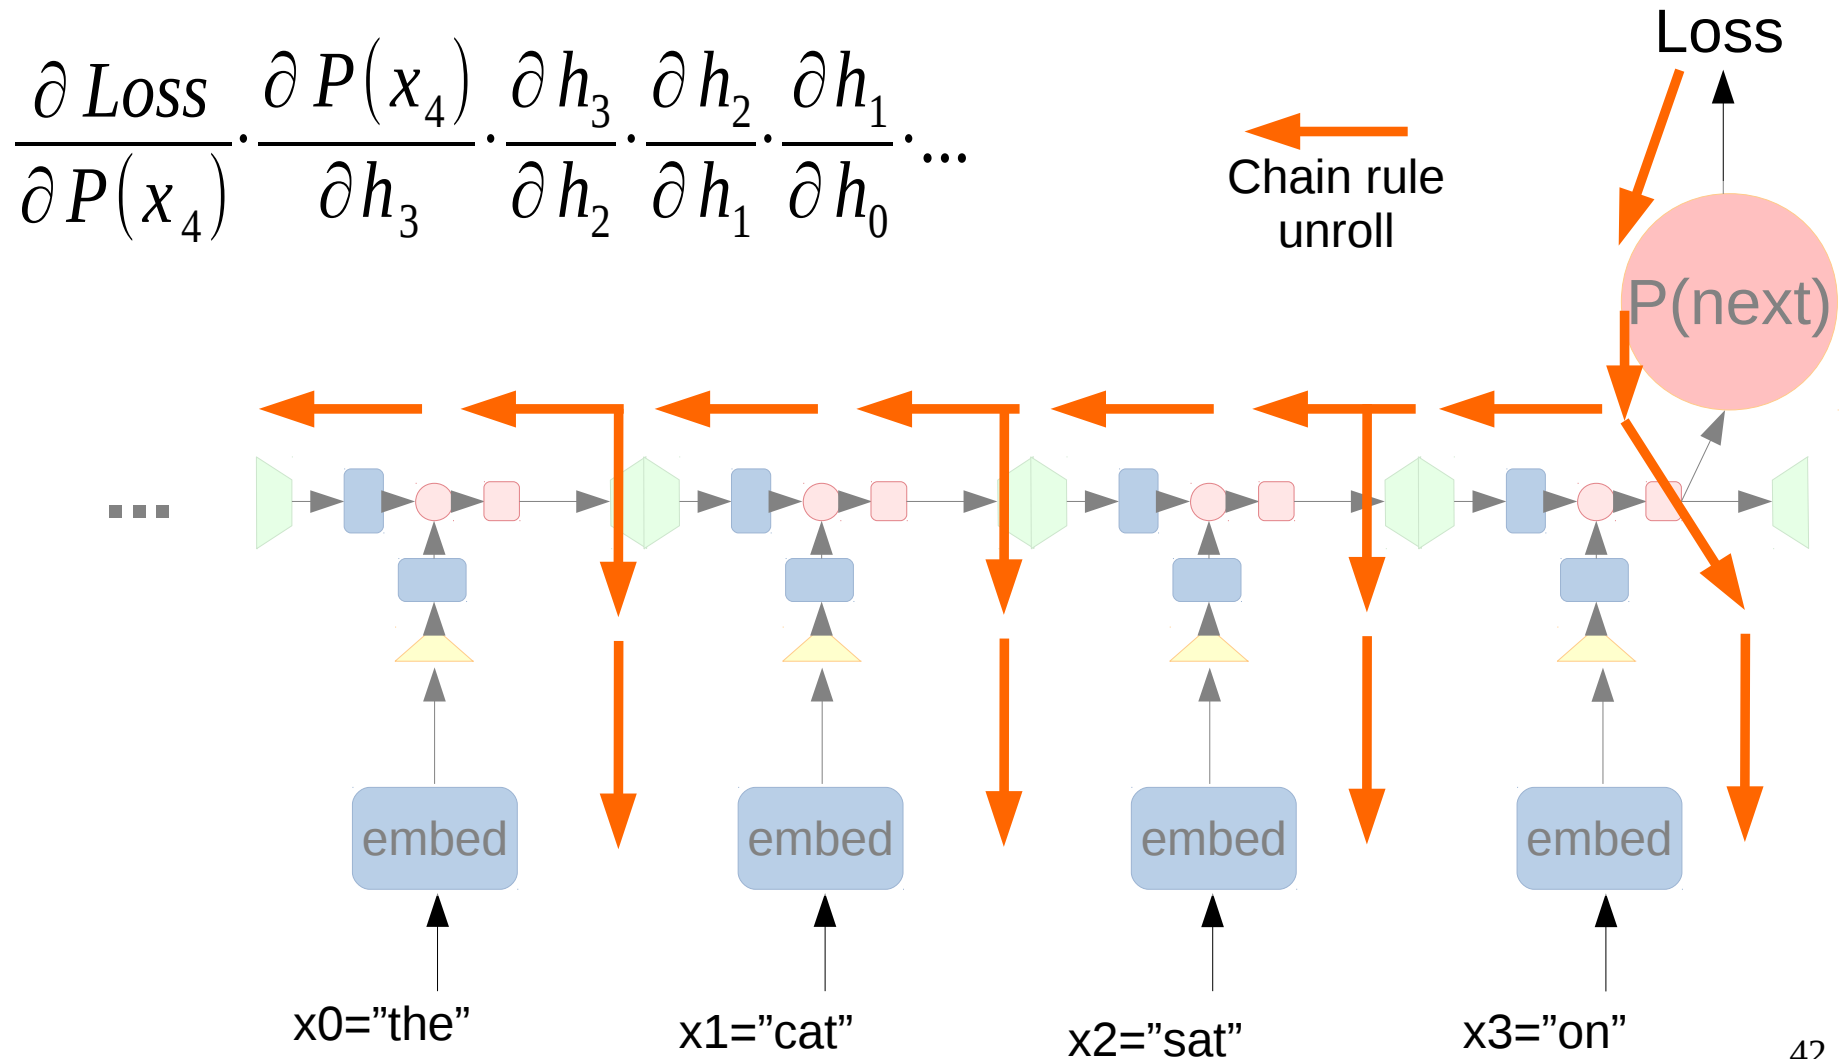 Loss
∂ Loss / ∂ P(x₄) · ∂ P(x₄) / ∂h₃ · ∂h₃ / ∂h₂ · ∂h₂ / ∂h₁ · ∂h₁ / ∂h₀ · ...
Chain rule
unroll
P(next)
...
embed embed embed embed
x0=”the” x1=”cat” x2=”sat” x3=”on”
42